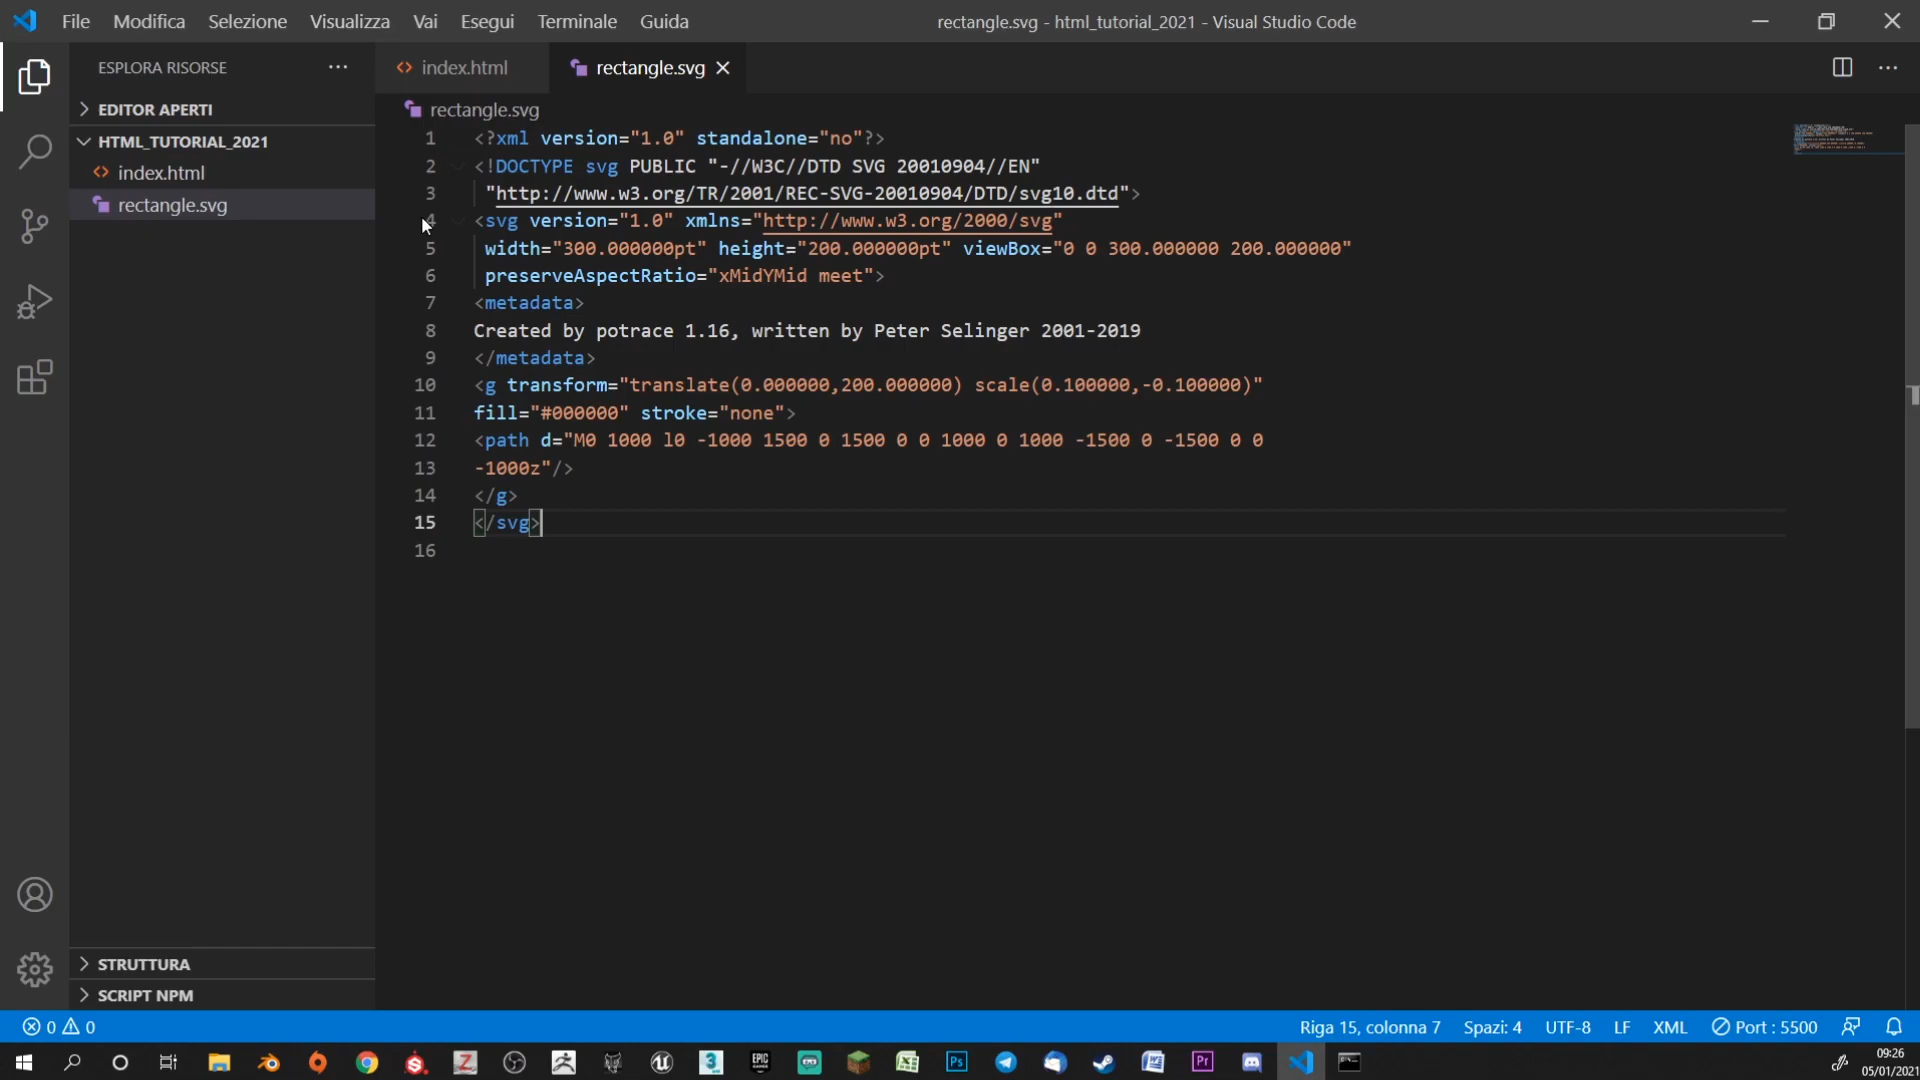 File Modifica Selezione Visualizza Vai Esegui Terminale Guida
rectangle.svg - html_tutorial_2021 - Visual Studio Code
ESPLORA RISORSE
EDITOR APERTI
HTML_TUTORIAL_2021
index.html
rectangle.svg
index.html
rectangle.svg
rectangle.svg
1 <?xml version="1.0" standalone="no"?>
2 <!DOCTYPE svg PUBLIC "-//W3C//DTD SVG 20010904//EN"
3 "http://www.w3.org/TR/2001/REC-SVG-20010904/DTD/svg10.dtd">
4 <svg version="1.0" xmlns="http://www.w3.org/2000/svg"
5 width="300.000000pt" height="200.000000pt" viewBox="0 0 300.000000 200.000000"
6 preserveAspectRatio="xMidYMid meet">
7 <metadata>
8 Created by potrace 1.16, written by Peter Selinger 2001-2019
9 </metadata>
10 <g transform="translate(0.000000,200.000000) scale(0.100000,-0.100000)"
11 fill="#000000" stroke="none">
12 <path d="M0 1000 l0 -1000 1500 0 1500 0 0 1000 0 1000 -1500 0 -1500 0 0
13 -1000z"/>
14 </g>
15 </svg>
16
STRUTTURA
SCRIPT NPM
0 0
Riga 15, colonna 7 Spazi: 4 UTF-8 LF XML Port : 5500
09:26
05/01/2021